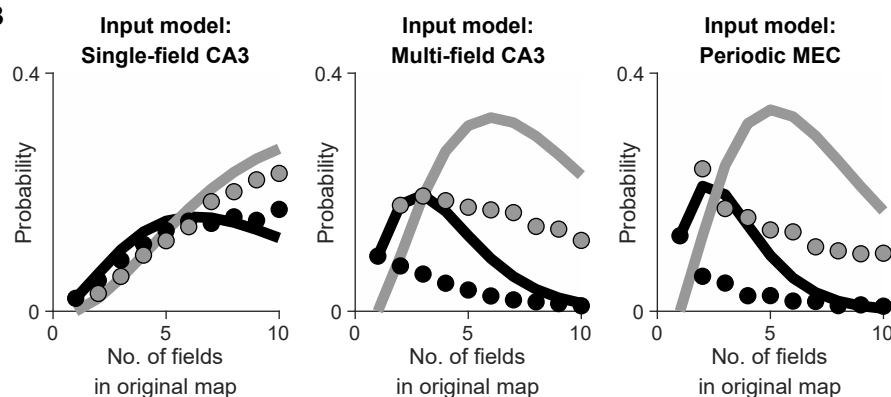 B
Input model:
Single-field CA3
0.4
Probability
0
0
5
10
No. of fields
in original map
Input model:
Multi-field CA3
0.4
Probability
0
0
5
10
No. of fields
in original map
Input model:
Periodic MEC
0.4
Probability
0
0
5
10
No. of fields
in original map